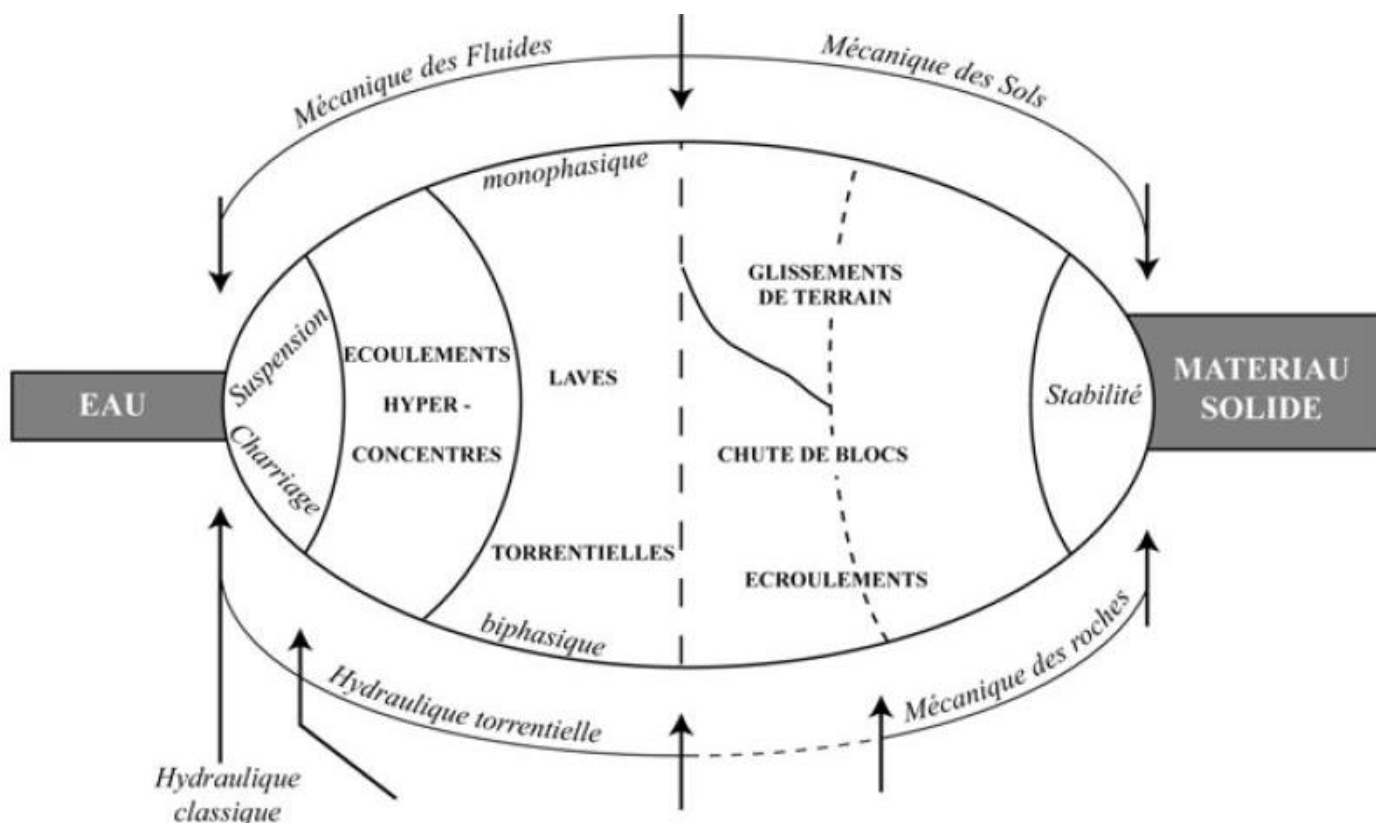 Mécanique des Fluides
Mécanique des Sols
monophasique
GLISSEMENTS
DE TERRAIN
Suspension
Charriage
ECOULEMENTS
HYPER -
CONCENTRES
LAVES
TORRENTIELLES
CHUTE DE BLOCS
ECROULEMENTS
Stabilité
EAU
MATERIAU
SOLIDE
biphasique
Hydraulique torrentielle
Mécanique des roches
Hydraulique
classique